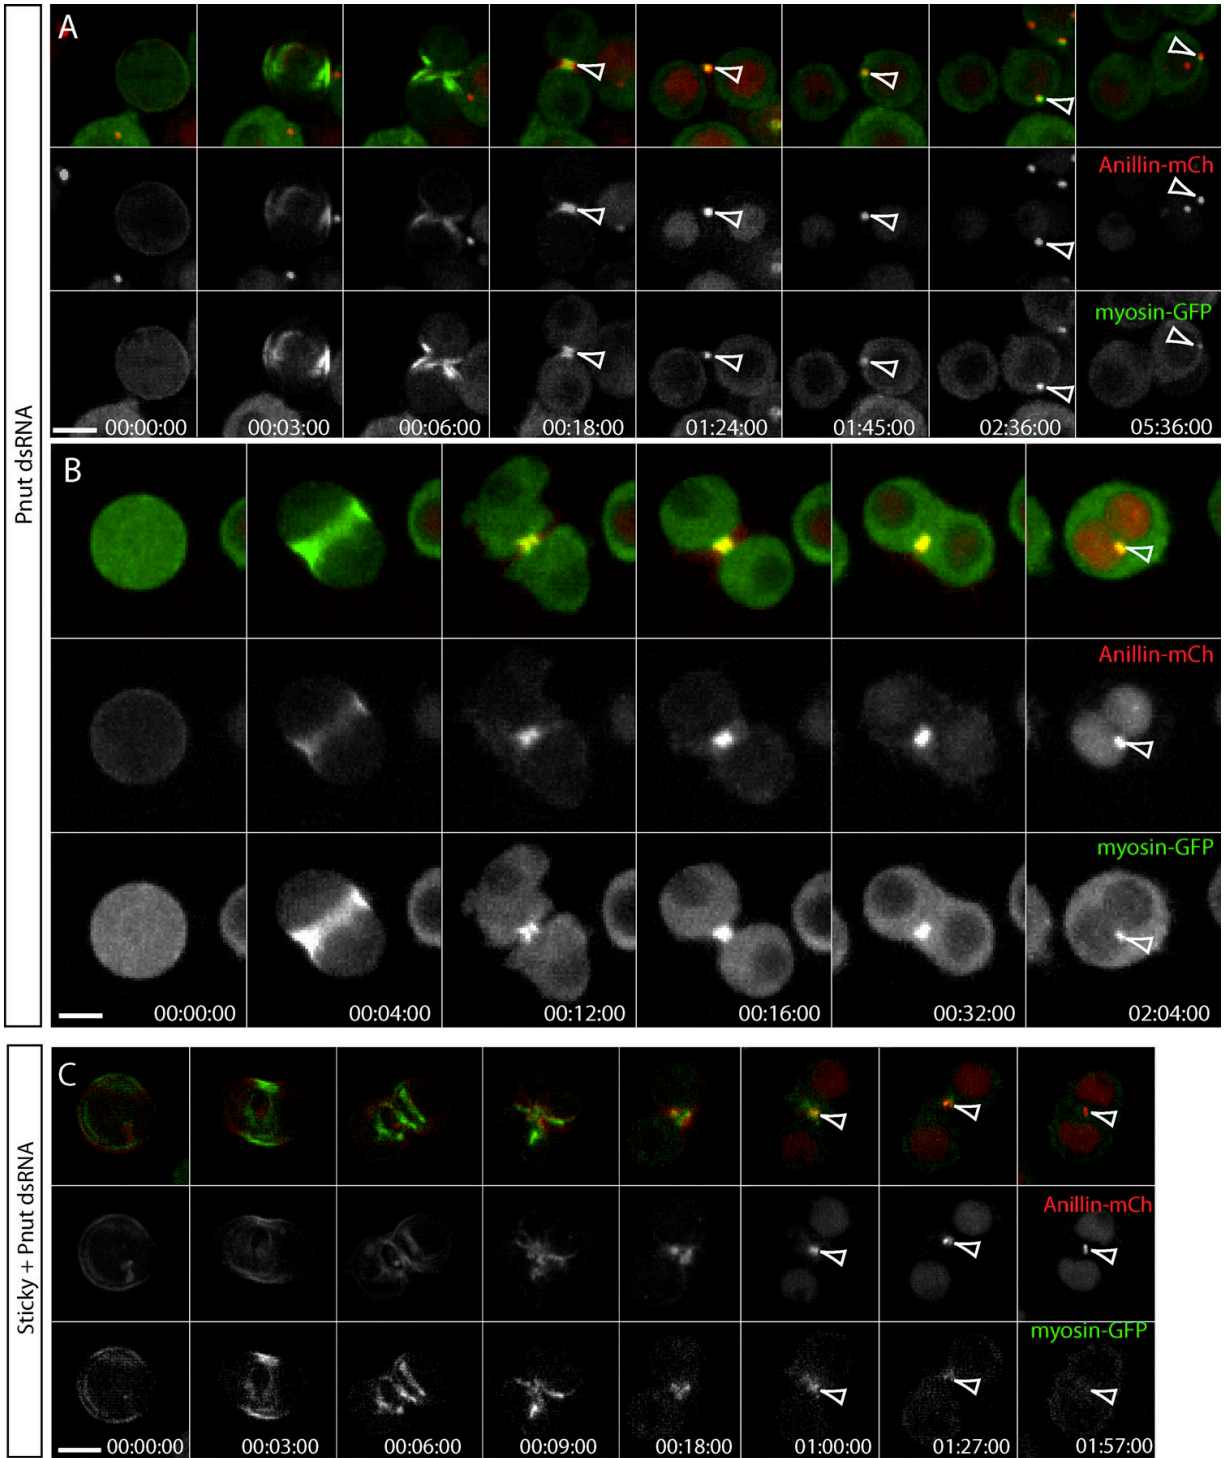 Pnut dsRNA
A
Anillin-mCh
myosin-GFP
00:00:00 00:03:00 00:06:00 00:18:00 01:24:00 01:45:00 02:36:00 05:36:00
B
Anillin-mCh
myosin-GFP
00:00:00 00:04:00 00:12:00 00:16:00 00:32:00 02:04:00
Sticky + Pnut dsRNA
C
Anillin-mCh
myosin-GFP
00:00:00 00:03:00 00:06:00 00:09:00 00:18:00 01:00:00 01:27:00 01:57:00